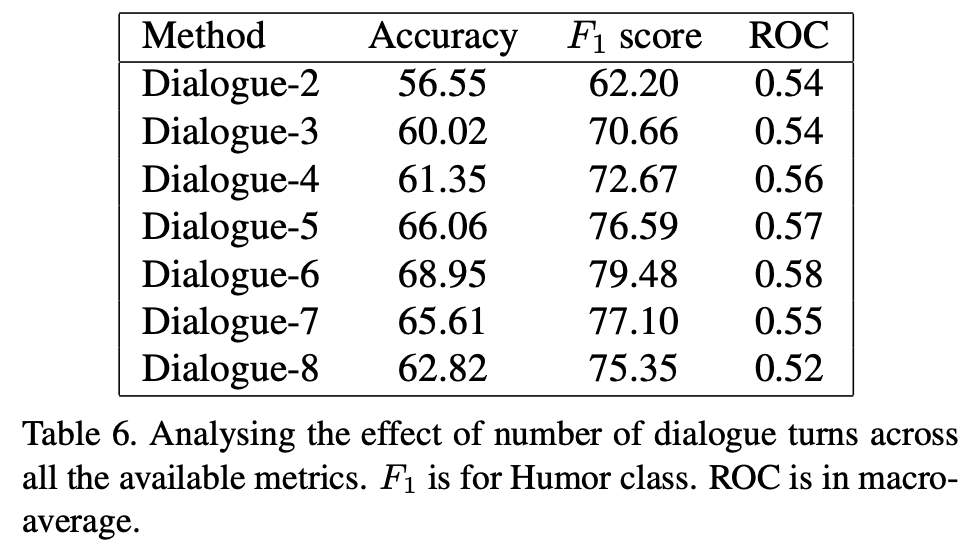 Method Accuracy F₁ score ROC
Dialogue-2 56.55 62.20 0.54
Dialogue-3 60.02 70.66 0.54
Dialogue-4 61.35 72.67 0.56
Dialogue-5 66.06 76.59 0.57
Dialogue-6 68.95 79.48 0.58
Dialogue-7 65.61 77.10 0.55
Dialogue-8 62.82 75.35 0.52
Table 6. Analysing the effect of number of dialogue turns across
all the available metrics. F₁ is for Humor class. ROC is in macro-
average.